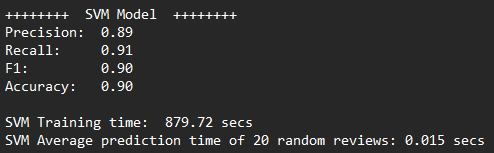 ++++++++  SVM Model  ++++++++
Precision:  0.89
Recall:     0.91
F1:         0.90
Accuracy:   0.90
SVM Training time:  879.72 secs
SVM Average prediction time of 20 random reviews: 0.015 secs